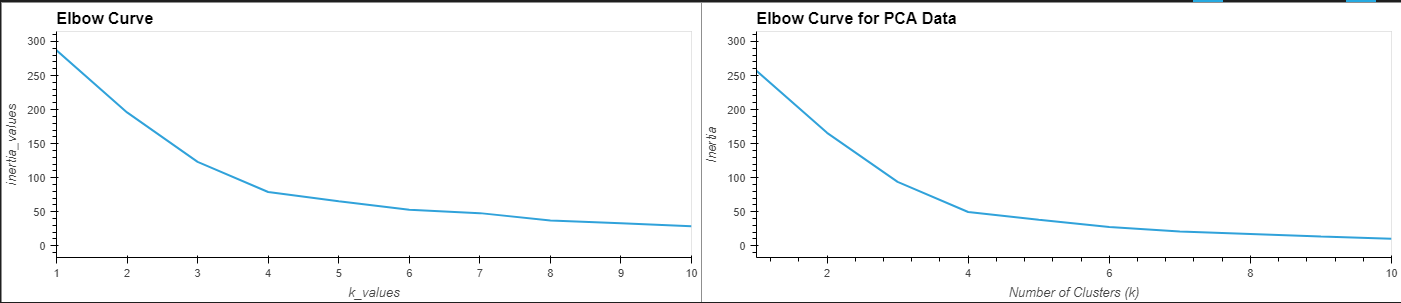 Elbow Curve
300
250
200
150
100
50
0
inertia_values
1 2 3 4 5 6 7 8 9 10
k_values
Elbow Curve for PCA Data
300
250
200
150
100
50
0
Inertia
2 4 6 8 10
Number of Clusters (k)